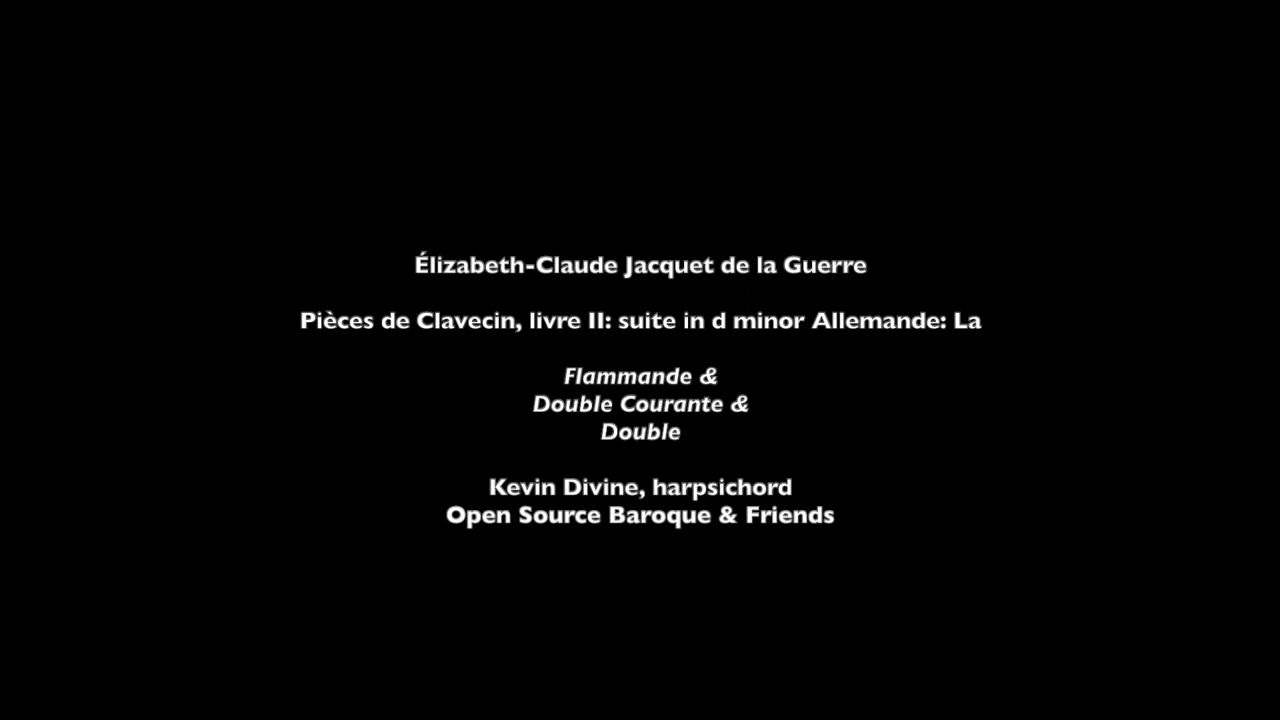 Élizabeth-Claude Jacquet de la Guerre
Pièces de Clavecin, livre II: suite in d minor Allemande: La
Flammande &
Double Courante &
Double
Kevin Divine, harpsichord
Open Source Baroque & Friends